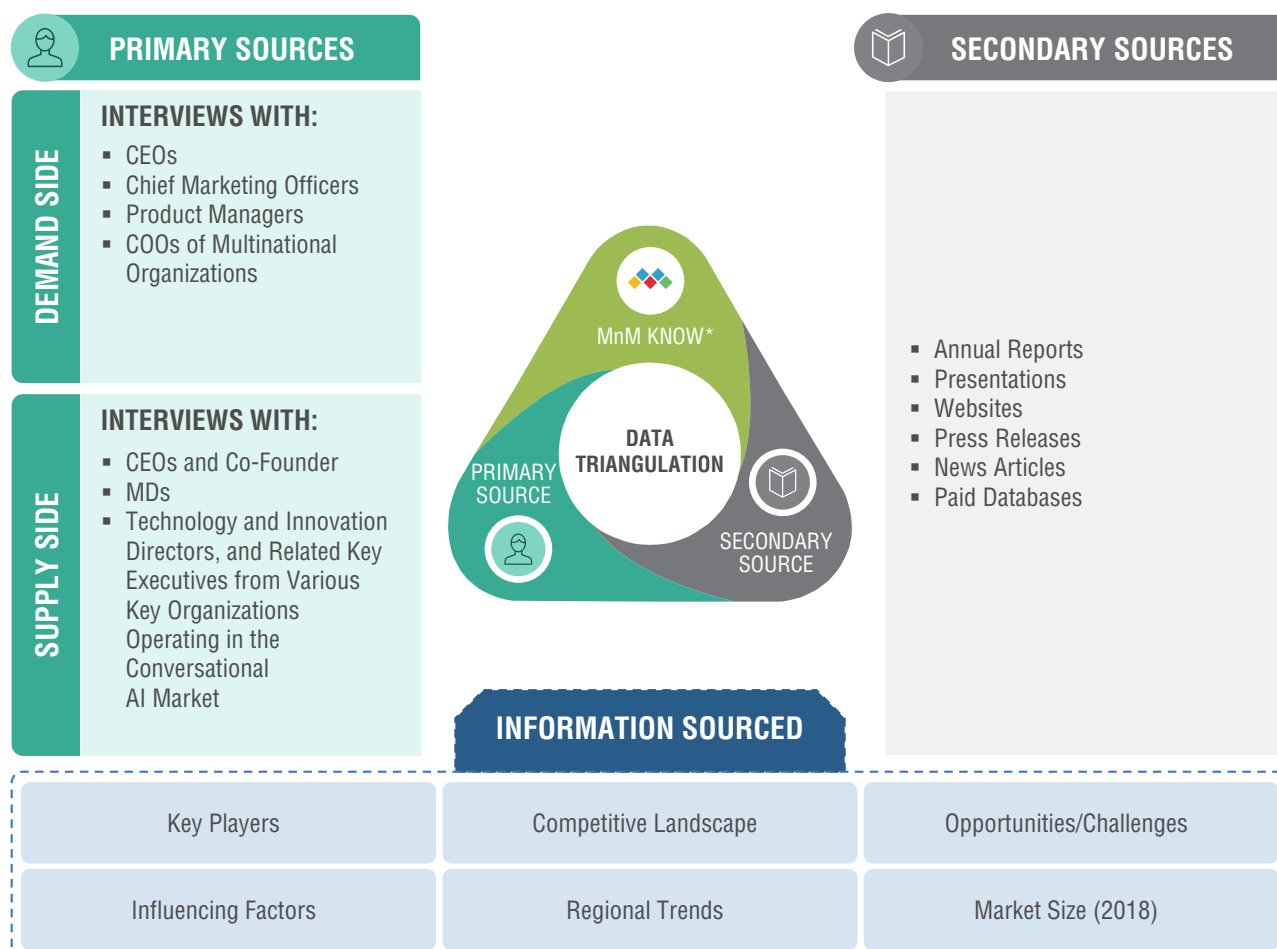 PRIMARY SOURCES
SECONDARY SOURCES
DEMAND SIDE
INTERVIEWS WITH:
▪ CEOs
▪ Chief Marketing Officers
▪ Product Managers
▪ COOs of Multinational
Organizations
SUPPLY SIDE
INTERVIEWS WITH:
▪ CEOs and Co-Founder
▪ MDs
▪ Technology and Innovation
Directors, and Related Key
Executives from Various
Key Organizations
Operating in the
Conversational
AI Market
MnM KNOW*
DATA
TRIANGULATION
PRIMARY
SOURCE
SECONDARY
SOURCE
▪ Annual Reports
▪ Presentations
▪ Websites
▪ Press Releases
▪ News Articles
▪ Paid Databases
INFORMATION SOURCED
Key Players
Competitive Landscape
Opportunities/Challenges
Influencing Factors
Regional Trends
Market Size (2018)